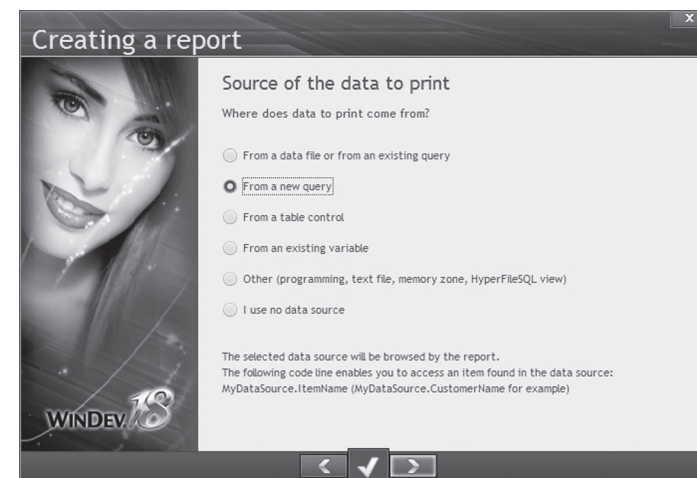 Creating a report
X
Source of the data to print
Where does data to print come from?
From a data file or from an existing query
From a new query
From a table control
From an existing variable
Other (programming, text file, memory zone, HyperFileSQL view)
I use no data source
The selected data source will be browsed by the report.
The following code line enables you to access an item found in the data source:
MyDataSource.ItemName (MyDataSource.CustomerName for example)
WINDEV. 18